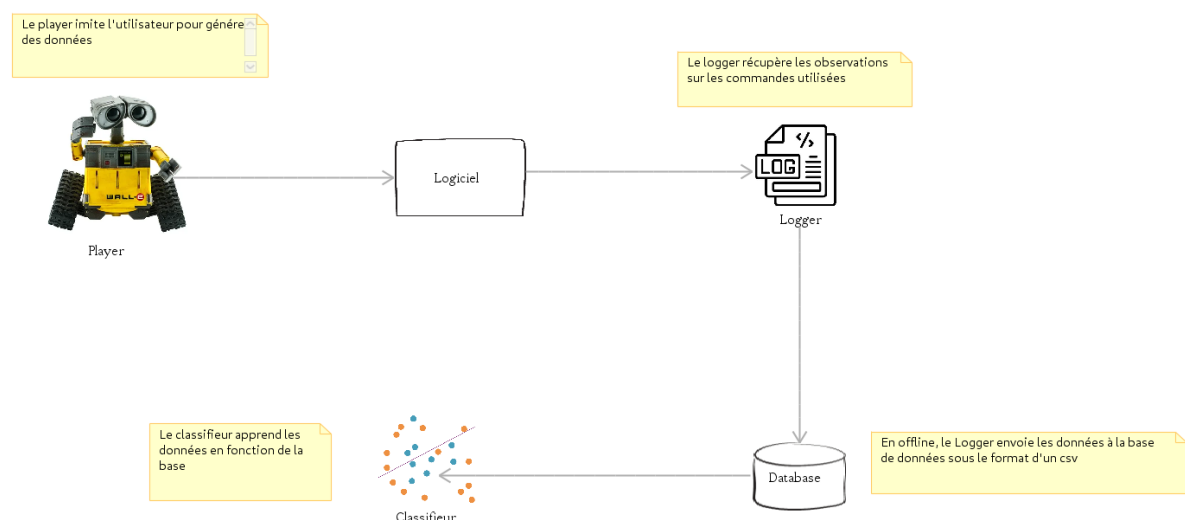 Le player imite l'utilisateur pour génére
des données
Le logger récupère les observations
sur les commandes utilisées
</>
LOG
Logiciel
WALL-E
Logger
Player
Le classifieur apprend les
données en fonction de la
base
En offline, le Logger envoie les données à la base
de données sous le format d'un csv
Database
Classifieur